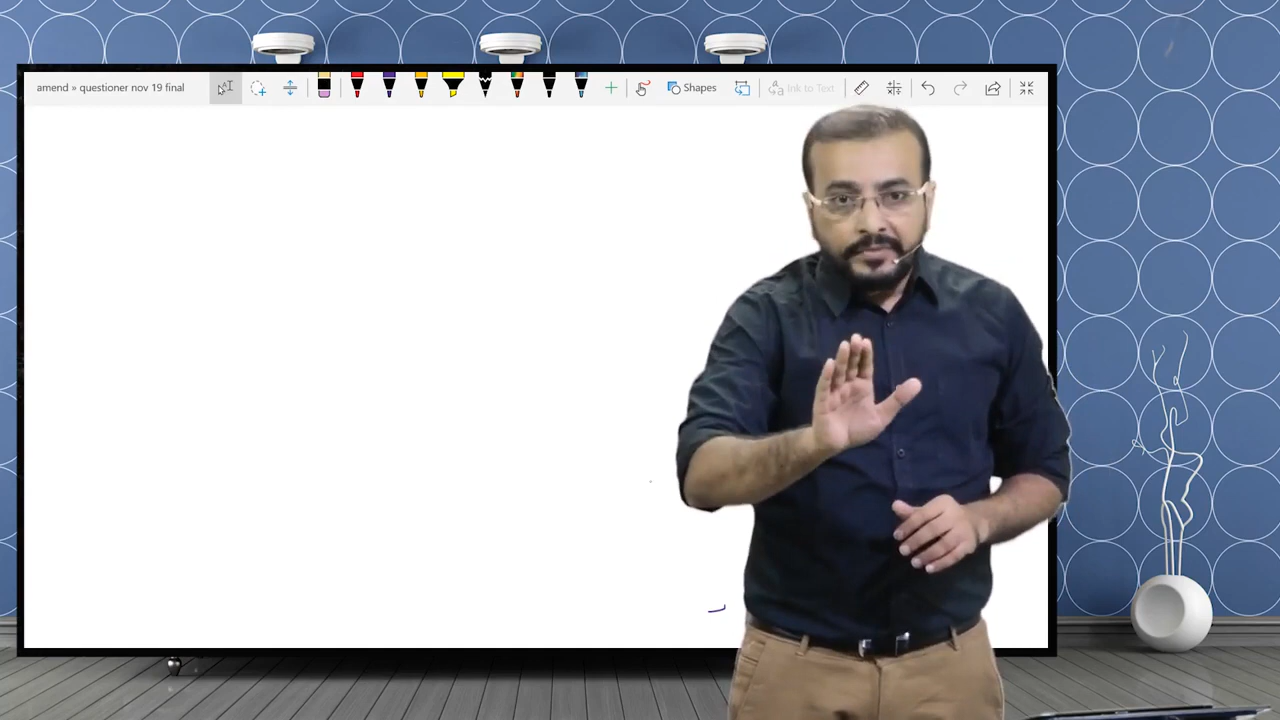 amend » questioner nov 19 final
Shapes
Ink to Text